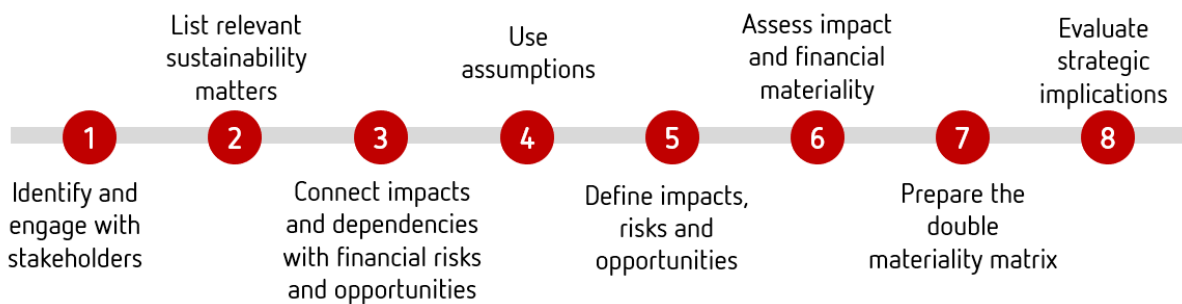 1
Identify and
engage with
stakeholders
2
List relevant
sustainability
matters
3
Connect impacts
and dependencies
with financial risks
and opportunities
4
Use
assumptions
5
Define impacts,
risks and
opportunities
6
Assess impact
and financial
materiality
7
Prepare the
double
materiality matrix
8
Evaluate
strategic
implications